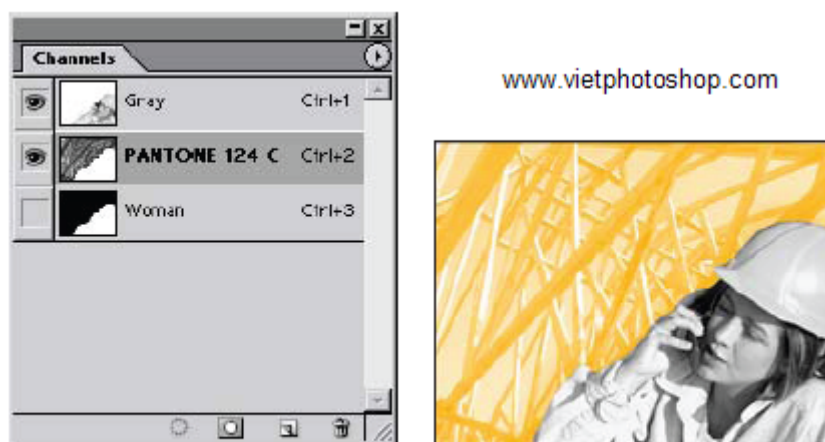 Channels
Gray Ctrl+1
PANTONE 124 C Ctrl+2
Woman Ctrl+3
www.vietphotoshop.com